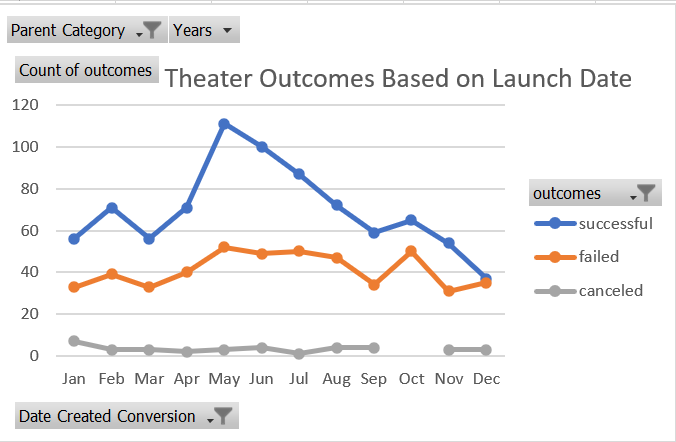 Parent Category Years
Count of outcomes
Theater Outcomes Based on Launch Date
120
100
80
60
40
20
0
Jan Feb Mar Apr May Jun Jul Aug Sep Oct Nov Dec
outcomes
successful
failed
canceled
Date Created Conversion